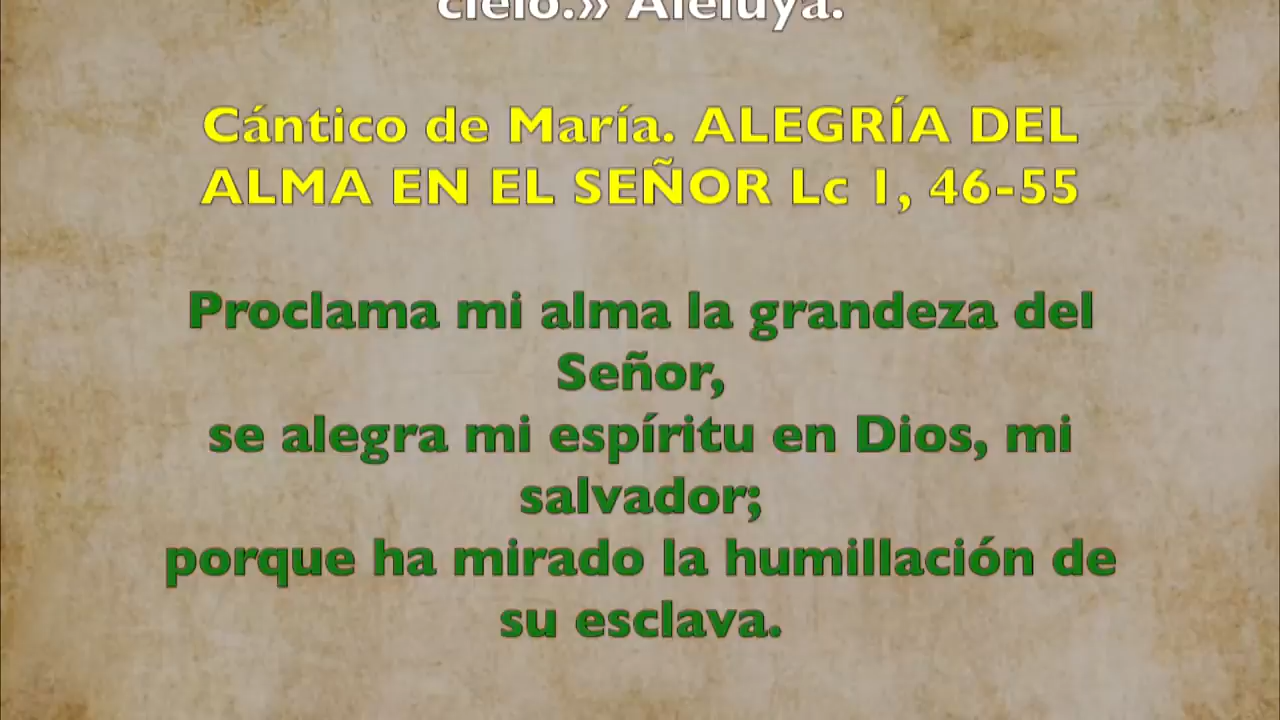 cielo.» Aleluya.
Cántico de María. ALEGRÍA DEL
ALMA EN EL SEÑOR Lc 1, 46-55
Proclama mi alma la grandeza del
Señor,
se alegra mi espíritu en Dios, mi
salvador;
porque ha mirado la humillación de
su esclava.